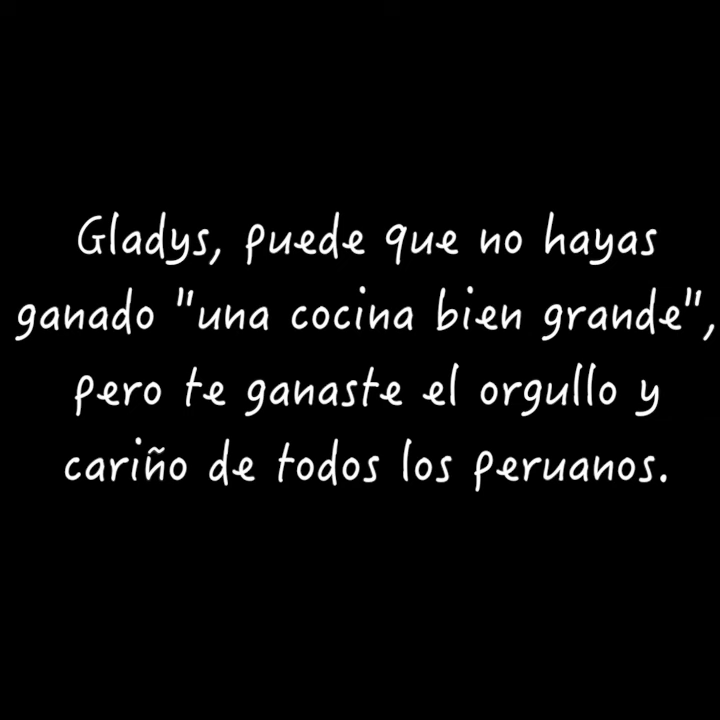 Gladys, puede que no hayas
ganado "una cocina bien grande",
pero te ganaste el orgullo y
cariño de todos los peruanos.